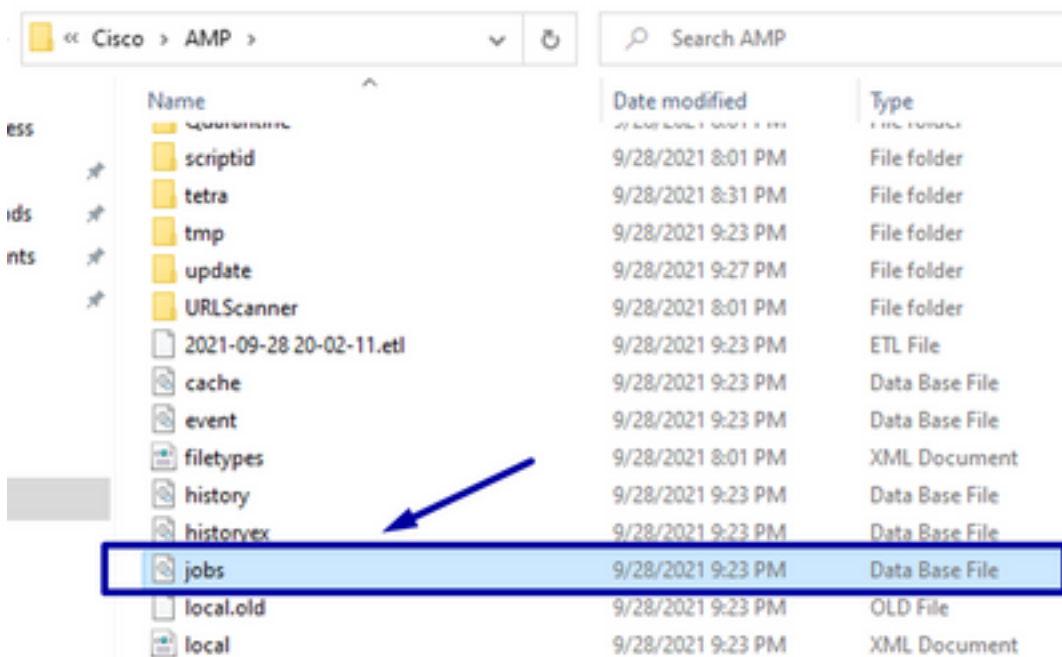 « Cisco > AMP >
Search AMP
Name Date modified Type
scriptid 9/28/2021 8:01 PM File folder
ess
tetra 9/28/2021 8:31 PM File folder
ds
tmp 9/28/2021 9:23 PM File folder
nts
update 9/28/2021 9:27 PM File folder
URLScanner 9/28/2021 8:01 PM File folder
2021-09-28 20-02-11.etl 9/28/2021 9:23 PM ETL File
cache 9/28/2021 9:23 PM Data Base File
event 9/28/2021 9:23 PM Data Base File
filetypes 9/28/2021 8:01 PM XML Document
history 9/28/2021 9:23 PM Data Base File
historyex 9/28/2021 9:23 PM Data Base File
jobs 9/28/2021 9:23 PM Data Base File
local.old 9/28/2021 9:23 PM OLD File
local 9/28/2021 9:23 PM XML Document